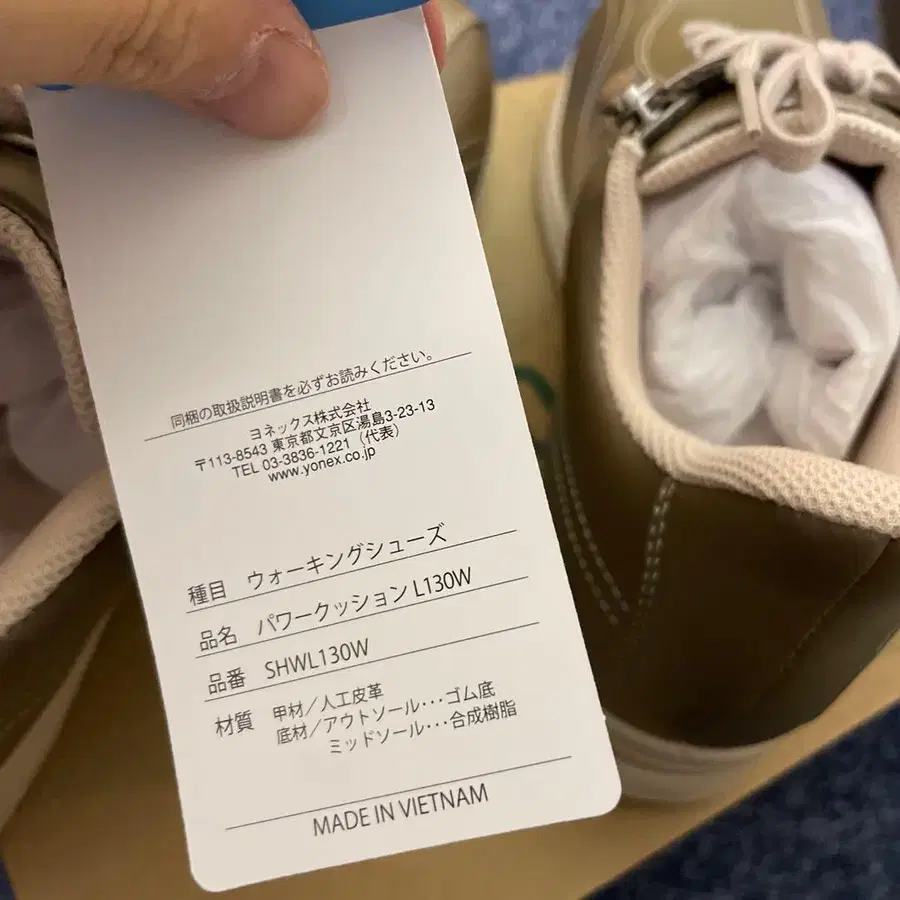 同梱の取扱説明書を必ずお読みください。
ヨネックス株式会社
〒113-8543 東京都文京区湯島3-23-13
TEL 03-3836-1221（代表）
www.yonex.co.jp
種目 ウォーキングシューズ
品名 パワークッション L130W
品番 SHWL130W
材質 甲材／人工皮革
底材／アウトソール･･･ゴム底
ミッドソール･･･合成樹脂
MADE IN VIETNAM